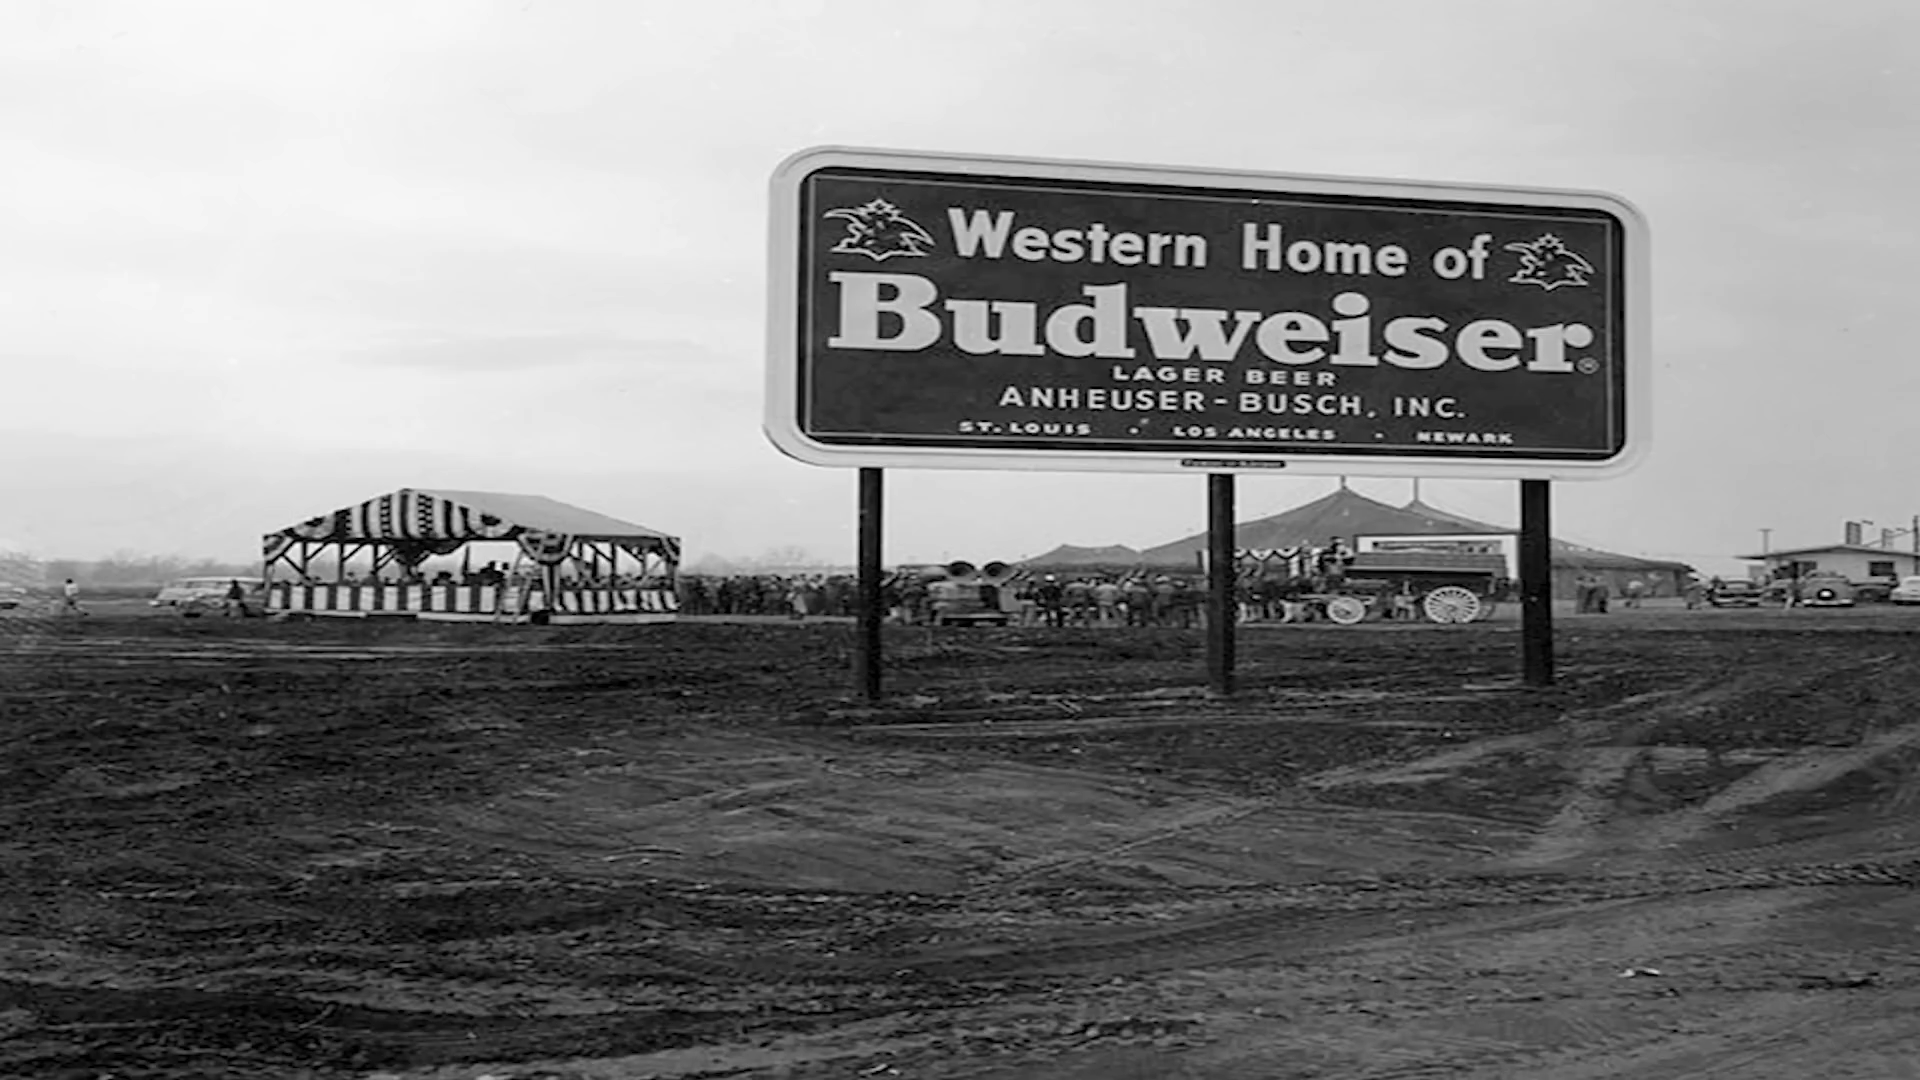 Western Home of
Budweiser®
LAGER BEER
ANHEUSER-BUSCH, INC.
ST. LOUIS • LOS ANGELES • NEWARK